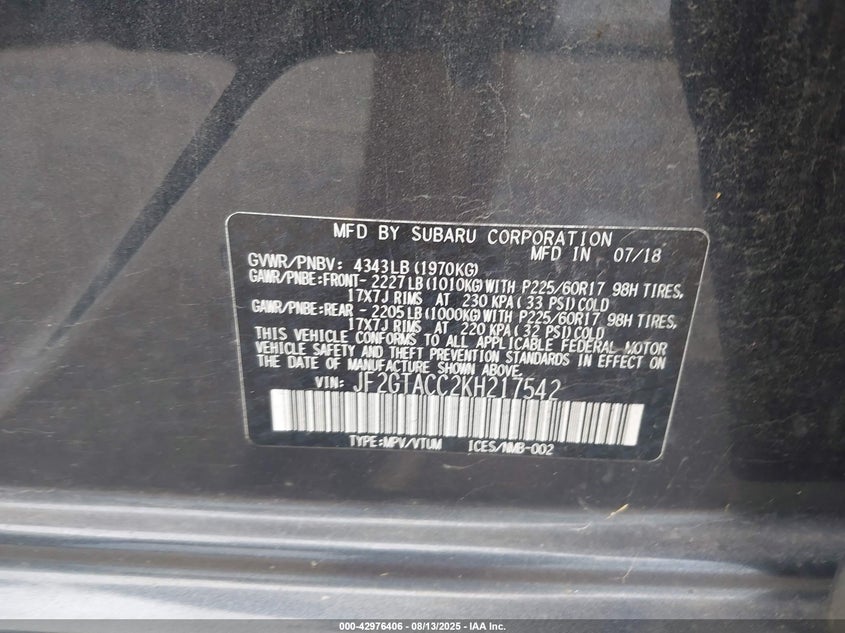 MFD BY SUBARU CORPORATION
MFD IN 07/18
GVWR/PNBV: 4343LB(1970KG)
GAWR/PNBE:FRONT- 2227LB(1010KG)WITH P225/60R17 98H TIRES,
17X7J RIMS AT 230 KPA(33 PSI)COLD
GAWR/PNBE:REAR - 2205LB(1000KG)WITH P225/60R17 98H TIRES,
17X7J RIMS AT 220 KPA(32 PSI)COLD
THIS VEHICLE CONFORMS TO ALL APPLICABLE FEDERAL MOTOR
VEHICLE SAFETY AND THEFT PREVENTION STANDARDS IN EFFECT ON
THE DATE OF MANUFACTURE SHOWN ABOVE.
VIN: JF2GTACC2KH217542
TYPE:MPV/VTUM ICES/NMB-002
000-42976406 - 08/13/2025 - IAA Inc.